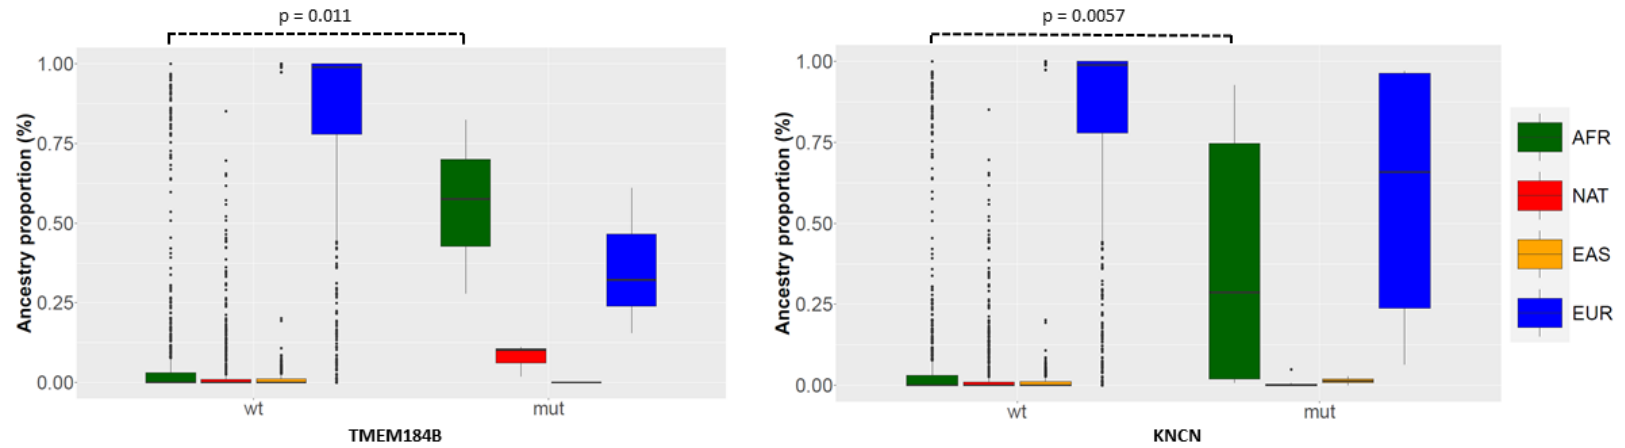 p = 0.011
Ancestry proportion (%)
1.00
0.75
0.50
0.25
0.00
wt
mut
TMEM184B
p = 0.0057
Ancestry proportion (%)
1.00
0.75
0.50
0.25
0.00
wt
mut
KNCN
AFR
NAT
EAS
EUR